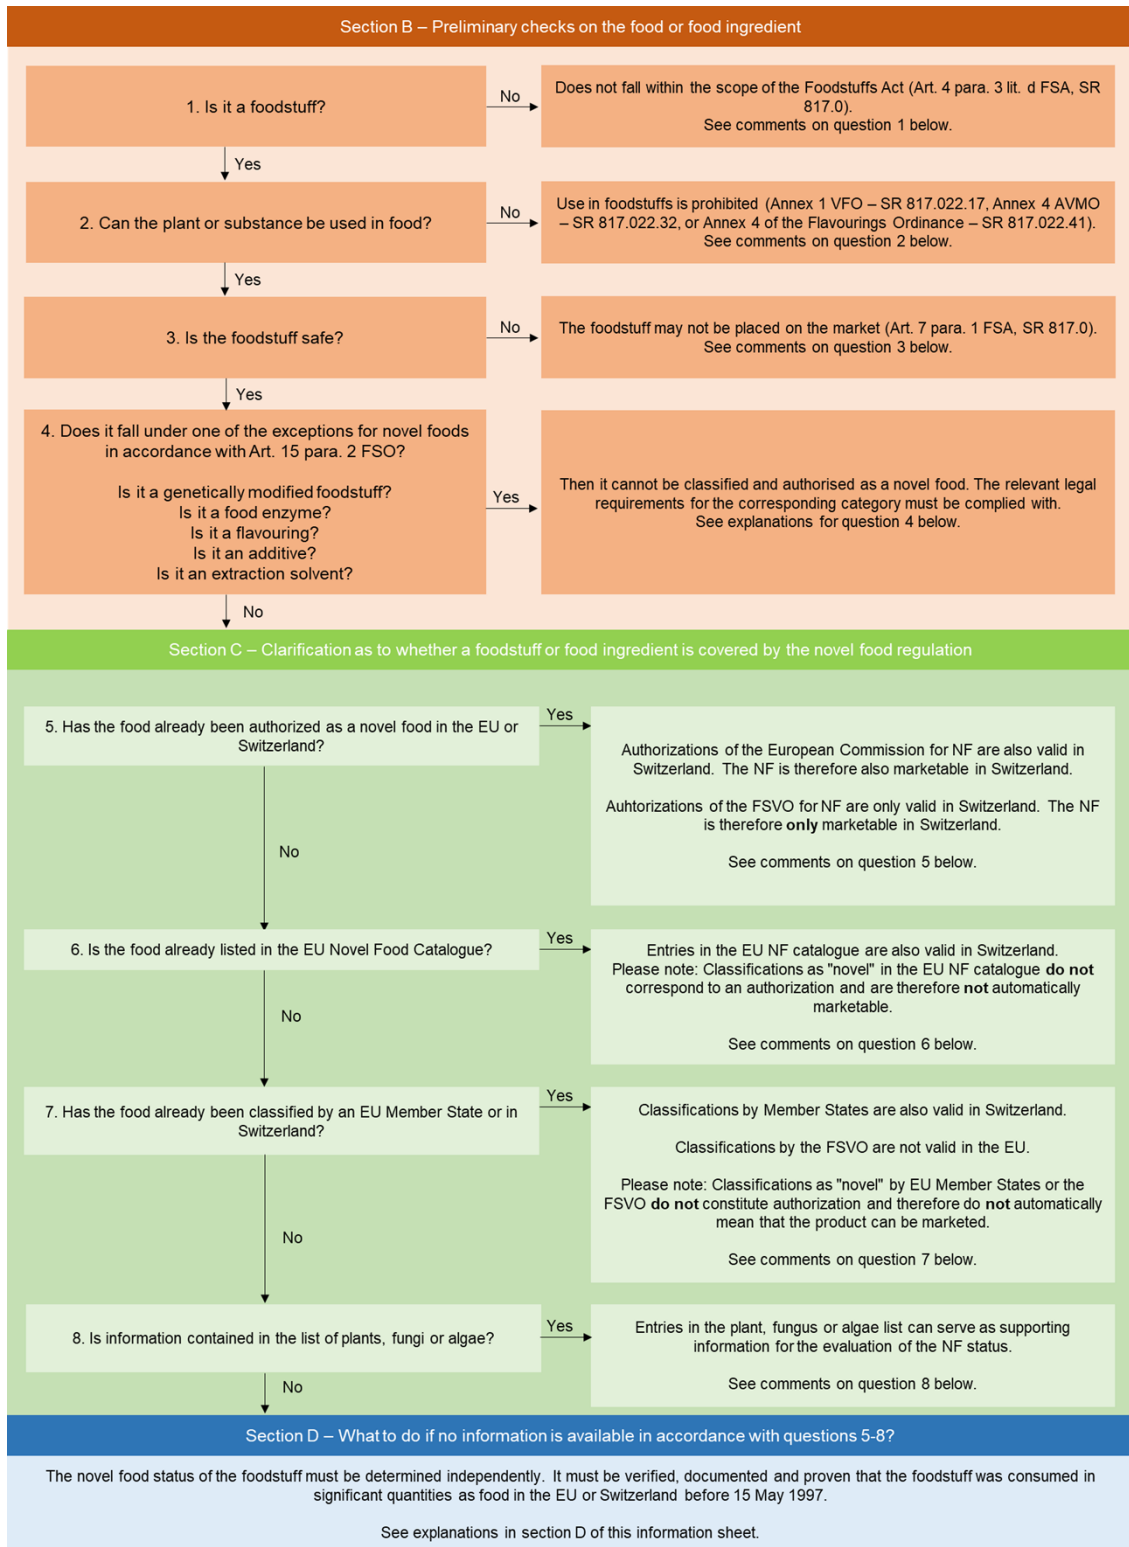 Section B – Preliminary checks on the food or food ingredient
1. Is it a foodstuff?
No
Does not fall within the scope of the Foodstuffs Act (Art. 4 para. 3 lit. d FSA, SR
817.0).
See comments on question 1 below.
Yes
2. Can the plant or substance be used in food?
No
Use in foodstuffs is prohibited (Annex 1 VFO – SR 817.022.17, Annex 4 AVMO
– SR 817.022.32, or Annex 4 of the Flavourings Ordinance – SR 817.022.41).
See comments on question 2 below.
Yes
3. Is the foodstuff safe?
No
The foodstuff may not be placed on the market (Art. 7 para. 1 FSA, SR 817.0).
See comments on question 3 below.
Yes
4. Does it fall under one of the exceptions for novel foods
in accordance with Art. 15 para. 2 FSO?
Is it a genetically modified foodstuff?
Is it a food enzyme?
Is it a flavouring?
Is it an additive?
Is it an extraction solvent?
Yes
Then it cannot be classified and authorised as a novel food. The relevant legal
requirements for the corresponding category must be complied with.
See explanations for question 4 below.
No
Section C – Clarification as to whether a foodstuff or food ingredient is covered by the novel food regulation
5. Has the food already been authorized as a novel food in the EU or
Switzerland?
Yes
Authorizations of the European Commission for NF are also valid in
Switzerland. The NF is therefore also marketable in Switzerland.
Auhtorizations of the FSVO for NF are only valid in Switzerland. The NF
is therefore only marketable in Switzerland.
See comments on question 5 below.
No
6. Is the food already listed in the EU Novel Food Catalogue?
Yes
Entries in the EU NF catalogue are also valid in Switzerland.
Please note: Classifications as "novel" in the EU NF catalogue do not
correspond to an authorization and are therefore not automatically
marketable.
See comments on question 6 below.
No
7. Has the food already been classified by an EU Member State or in
Switzerland?
Yes
Classifications by Member States are also valid in Switzerland.
Classifications by the FSVO are not valid in the EU.
Please note: Classifications as "novel" by EU Member States or the
FSVO do not constitute authorization and therefore do not automatically
mean that the product can be marketed.
See comments on question 7 below.
No
8. Is information contained in the list of plants, fungi or algae?
Yes
Entries in the plant, fungus or algae list can serve as supporting
information for the evaluation of the NF status.
See comments on question 8 below.
No
Section D – What to do if no information is available in accordance with questions 5-8?
The novel food status of the foodstuff must be determined independently. It must be verified, documented and proven that the foodstuff was consumed in
significant quantities as food in the EU or Switzerland before 15 May 1997.
See explanations in section D of this information sheet.